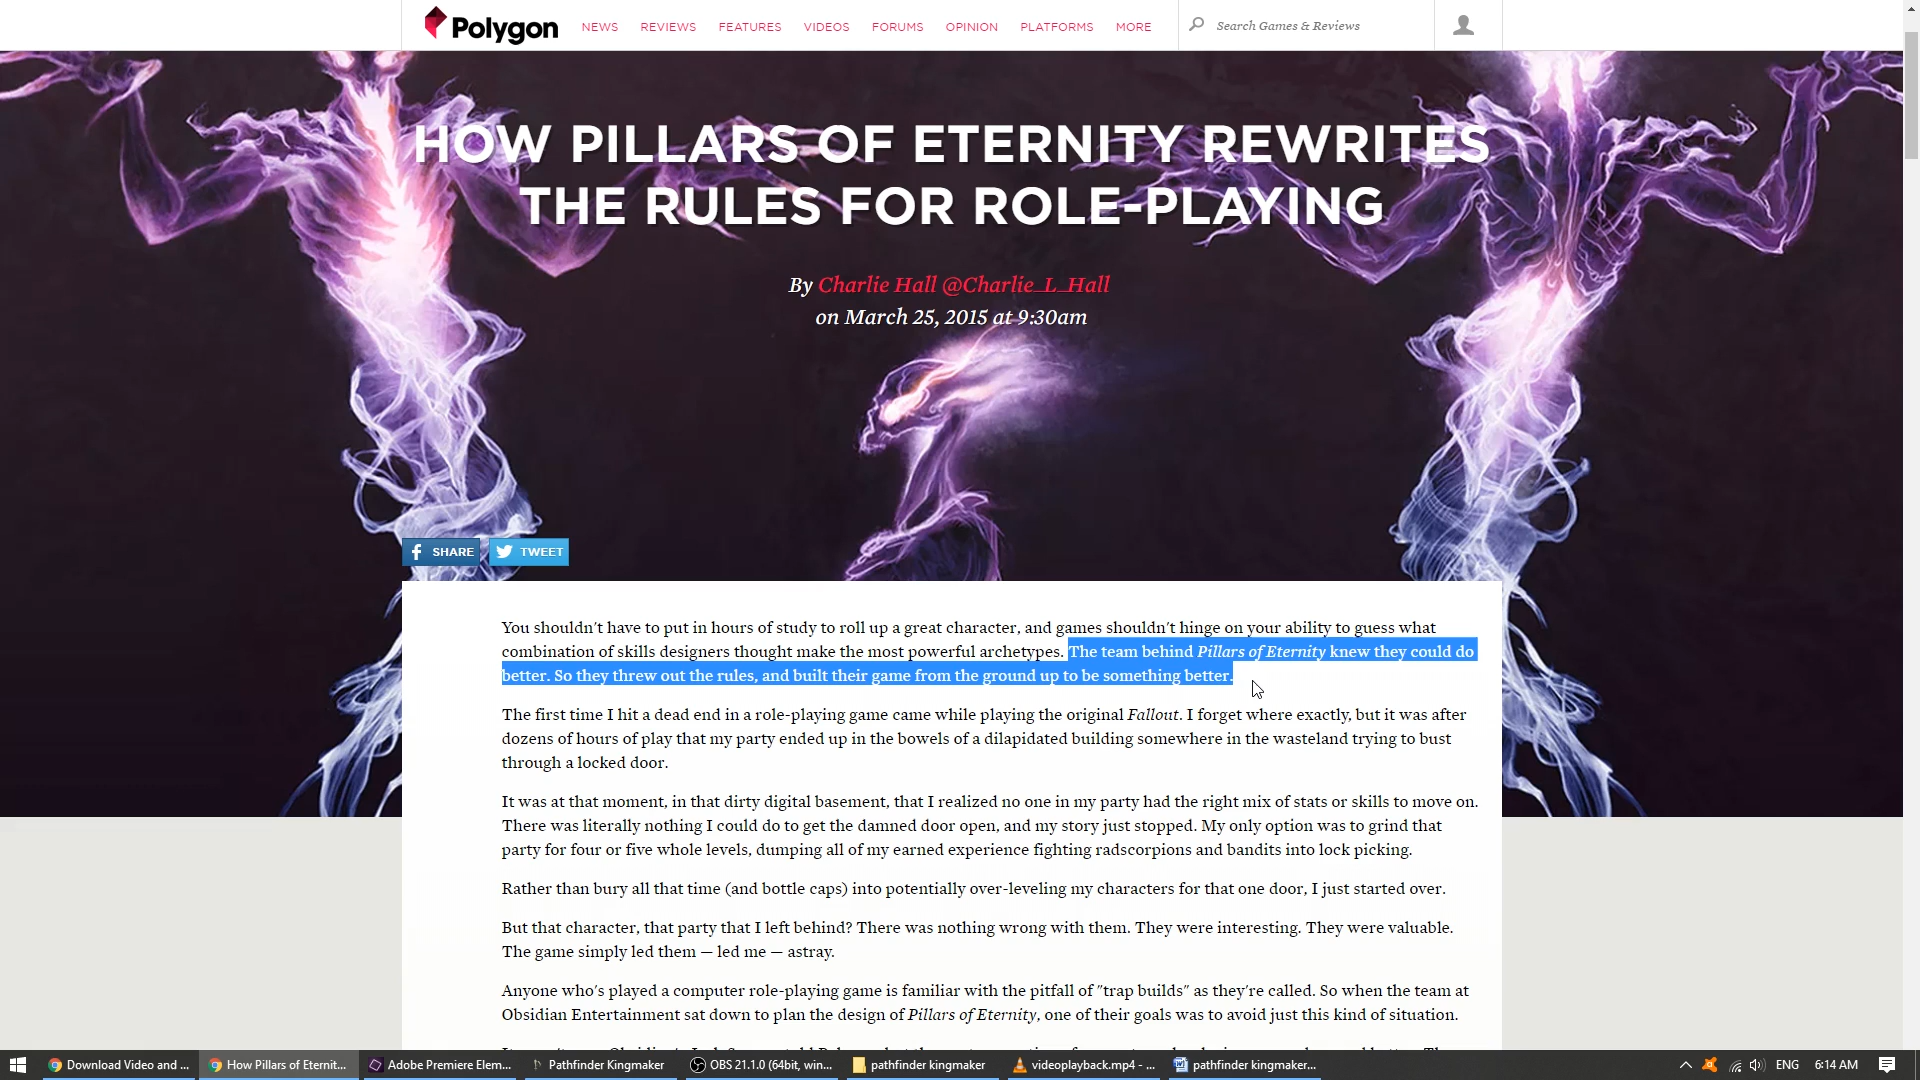 Polygon
NEWS REVIEWS FEATURES VIDEOS FORUMS OPINION PLATFORMS MORE Search Games & Reviews
HOW PILLARS OF ETERNITY REWRITES
THE RULES FOR ROLE-PLAYING
By Charlie Hall @Charlie_L_Hall
on March 25, 2015 at 9:30am
SHARE TWEET
You shouldn't have to put in hours of study to roll up a great character, and games shouldn't hinge on your ability to guess what
combination of skills designers thought make the most powerful archetypes. The team behind Pillars of Eternity knew they could do
better. So they threw out the rules, and built their game from the ground up to be something better.
The first time I hit a dead end in a role-playing game came while playing the original Fallout. I forget where exactly, but it was after
dozens of hours of play that my party ended up in the bowels of a dilapidated building somewhere in the wasteland trying to bust
through a locked door.
It was at that moment, in that dirty digital basement, that I realized no one in my party had the right mix of stats or skills to move on.
There was literally nothing I could do to get the damned door open, and my story just stopped. My only option was to grind that
party for four or five whole levels, dumping all of my earned experience fighting radscorpions and bandits into lock picking.
Rather than bury all that time (and bottle caps) into potentially over-leveling my characters for that one door, I just started over.
But that character, that party that I left behind? There was nothing wrong with them. They were interesting. They were valuable.
The game simply led them — led me — astray.
Anyone who's played a computer role-playing game is familiar with the pitfall of "trap builds" as they're called. So when the team at
Obsidian Entertainment sat down to plan the design of Pillars of Eternity, one of their goals was to avoid just this kind of situation.
Download Video and ... How Pillars of Eternit... Adobe Premiere Elem... Pathfinder Kingmaker OBS 21.1.0 (64bit, win... pathfinder kingmaker videoplayback.mp4 - ... pathfinder kingmaker... ENG 6:14 AM